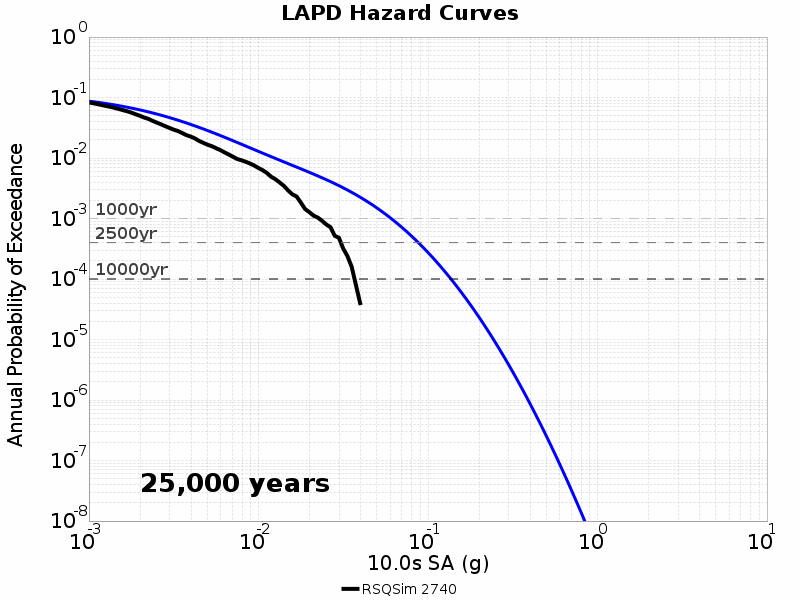 LAPD Hazard Curves
Annual Probability of Exceedance
10^0
10^-1
10^-2
10^-3
10^-4
10^-5
10^-6
10^-7
10^-8
1000yr
2500yr
10000yr
25,000 years
10^-3 10^-2 10^-1 10^0 10^1
10.0s SA (g)
RSQSim 2740